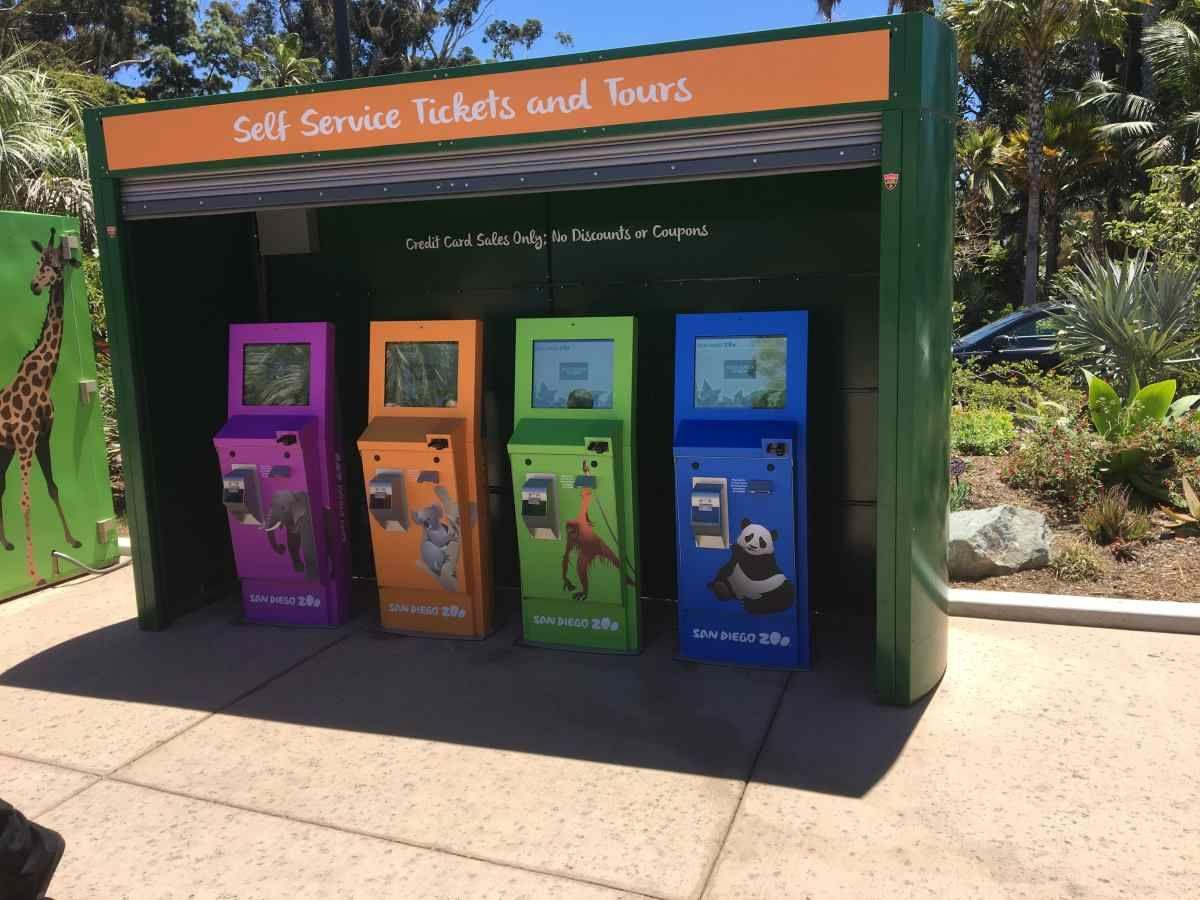 Self Service Tickets and Tours
Credit Card Sales Only; No Discounts or Coupons
SAN DIEGO ZOO
SAN DIEGO ZOO
SAN DIEGO ZOO
SAN DIEGO ZOO